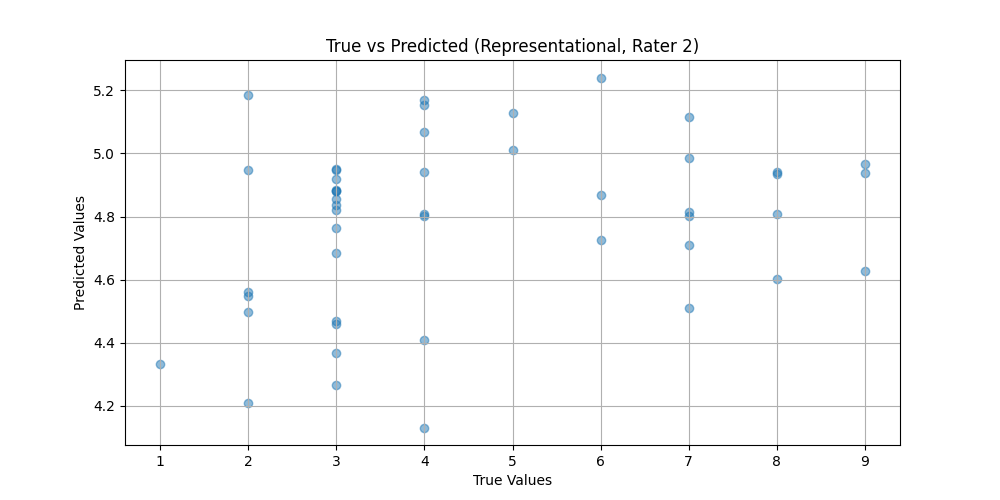 True vs Predicted (Representational, Rater 2)
Predicted Values
5.2
5.0
4.8
4.6
4.4
4.2
1 2 3 4 5 6 7 8 9
True Values